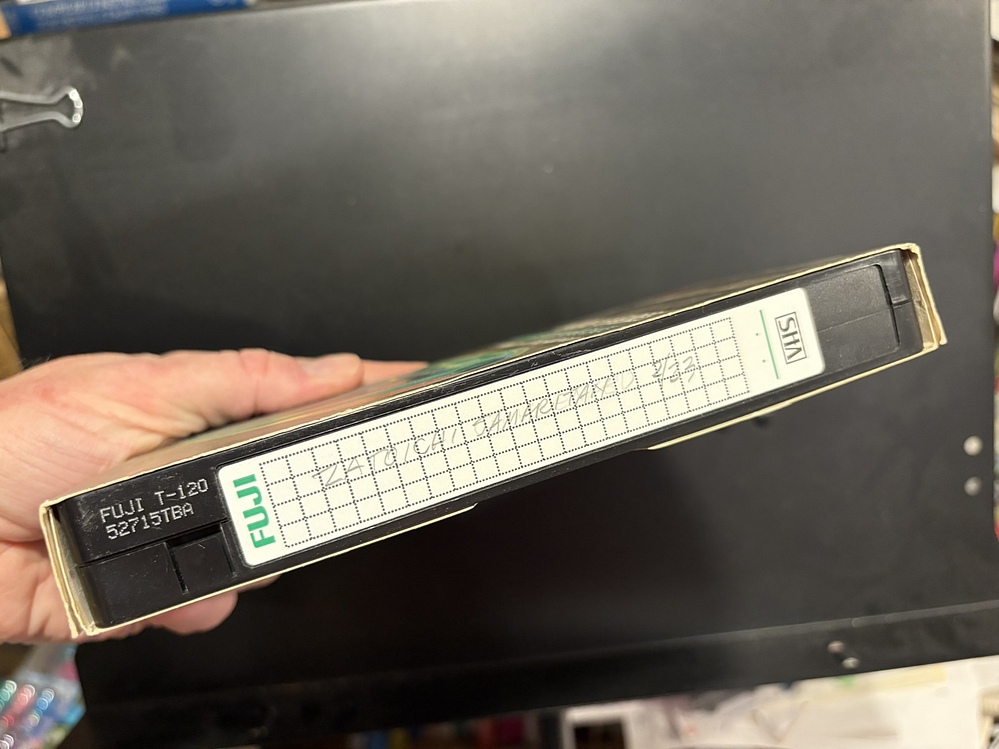 FUJI T-120
52715TBA
FUJI
ZATOICHI SAMARITAN
VHS